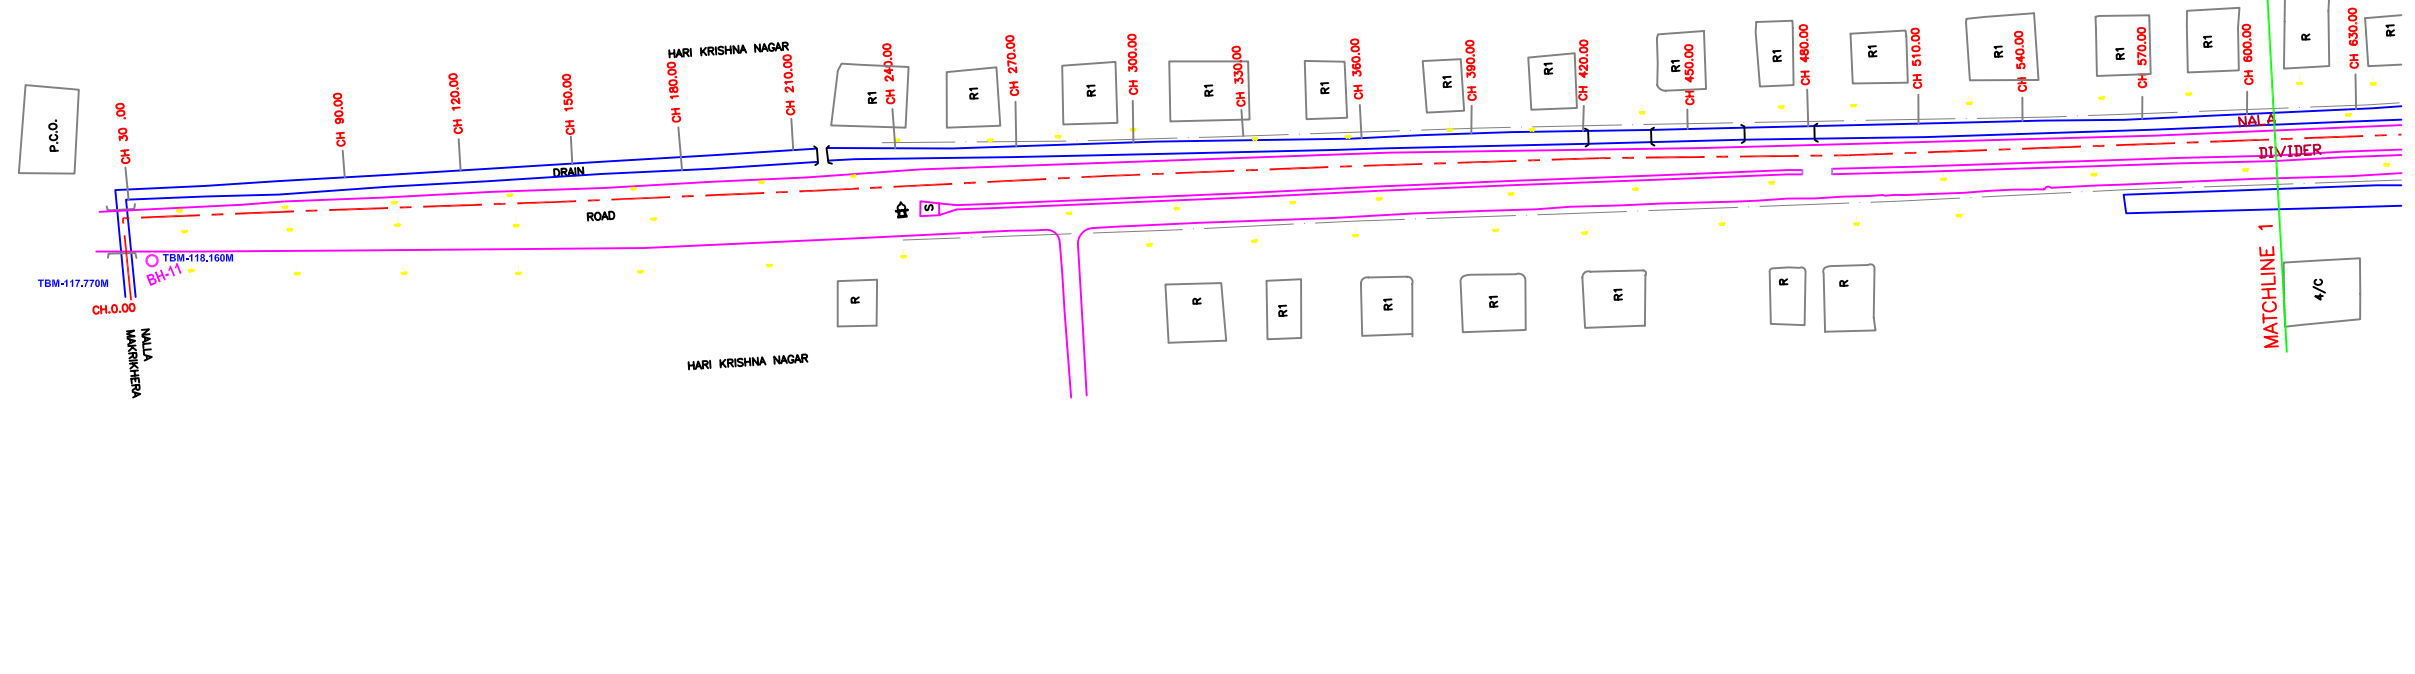 HARI KRISHNA NAGAR
P.C.O.
CH 30 .00
CH 90.00
CH 120.00
CH 150.00
CH 180.00
CH 210.00
CH 240.00
CH 270.00
CH 300.00
CH 330.00
CH 360.00
CH 390.00
CH 420.00
CH 450.00
CH 480.00
CH 510.00
CH 540.00
CH 570.00
CH 600.00
CH 630.00
R1
R1
R1
R1
R1
R1
R1
R1
R1
R1
R1
R1
R1
R
R1
NALA
DIVIDER
DRAIN
ROAD
S
TBM-118.160M
BH-11
TBM-117.770M
CH.0.00
NALLA
MAKRIKHERA
R
R
R1
R1
R1
R1
R
R
MATCHLINE 1
4/C
HARI KRISHNA NAGAR